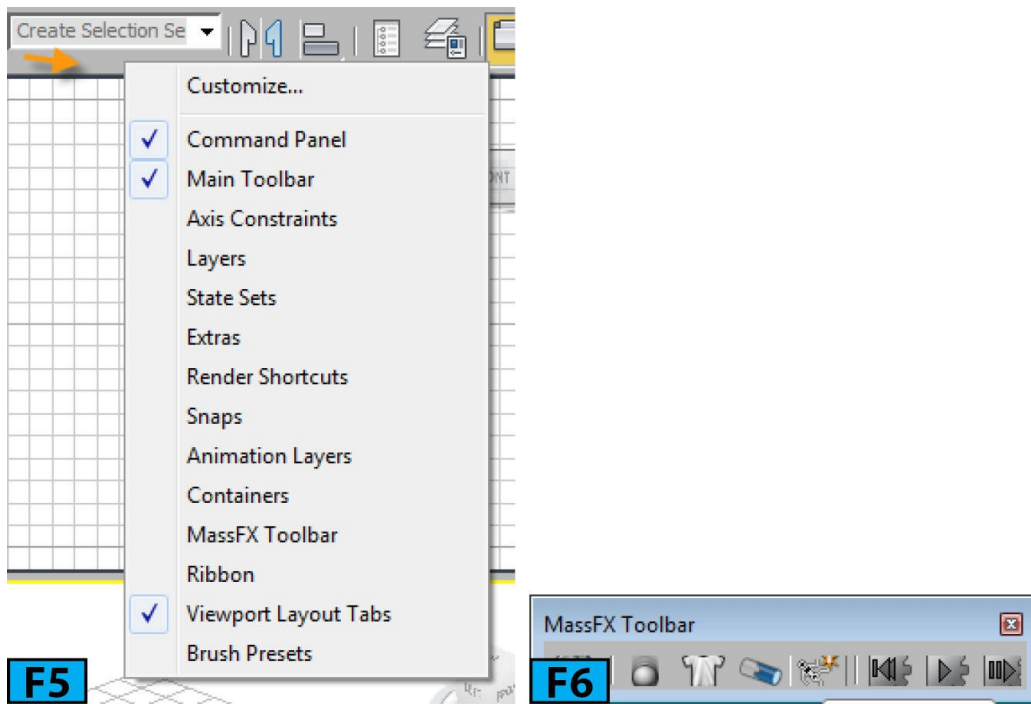 Create Selection Se
Customize...
Command Panel
Main Toolbar
Axis Constraints
Layers
State Sets
Extras
Render Shortcuts
Snaps
Animation Layers
Containers
MassFX Toolbar
Ribbon
Viewport Layout Tabs
Brush Presets
F5
MassFX Toolbar
F6